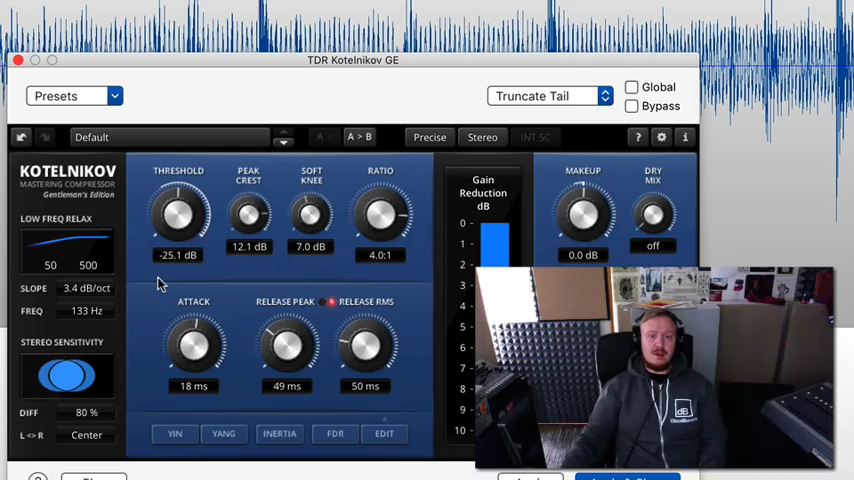 TDR Kotelnikov GE
Presets
Truncate Tail
Global
Bypass
Default
A > B
Precise
Stereo
INT SC
?
i
KOTELNIKOV
MASTERING COMPRESSOR
Gentleman's Edition
LOW FREQ RELAX
50 500
SLOPE 3.4 dB/oct
FREQ 133 Hz
STEREO SENSITIVITY
DIFF 80 %
L <> R Center
THRESHOLD
-25.1 dB
PEAK
CREST
12.1 dB
SOFT
KNEE
7.0 dB
RATIO
4.0:1
ATTACK
18 ms
RELEASE PEAK
49 ms
RELEASE RMS
50 ms
YIN
YANG
INERTIA
FDR
EDIT
Gain
Reduction
dB
0
1
2
3
4
5
6
7
8
9
10
MAKEUP
0.0 dB
DRY
MIX
off
dB